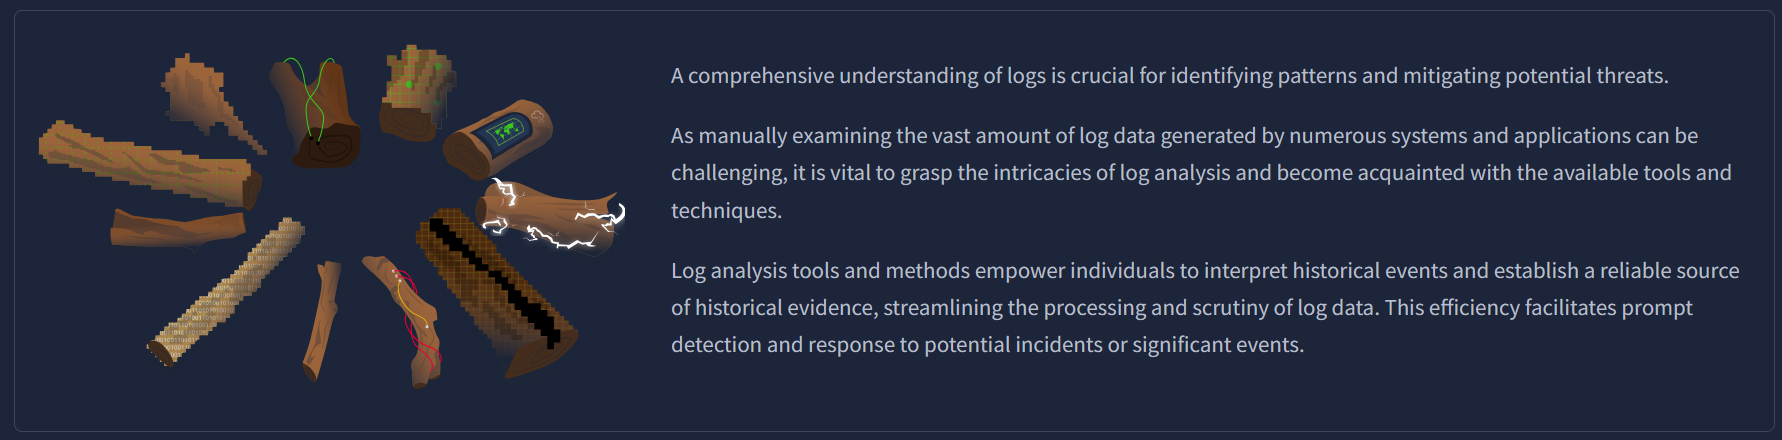 A comprehensive understanding of logs is crucial for identifying patterns and mitigating potential threats.
As manually examining the vast amount of log data generated by numerous systems and applications can be
challenging, it is vital to grasp the intricacies of log analysis and become acquainted with the available tools and
techniques.
Log analysis tools and methods empower individuals to interpret historical events and establish a reliable source
of historical evidence, streamlining the processing and scrutiny of log data. This efficiency facilitates prompt
detection and response to potential incidents or significant events.